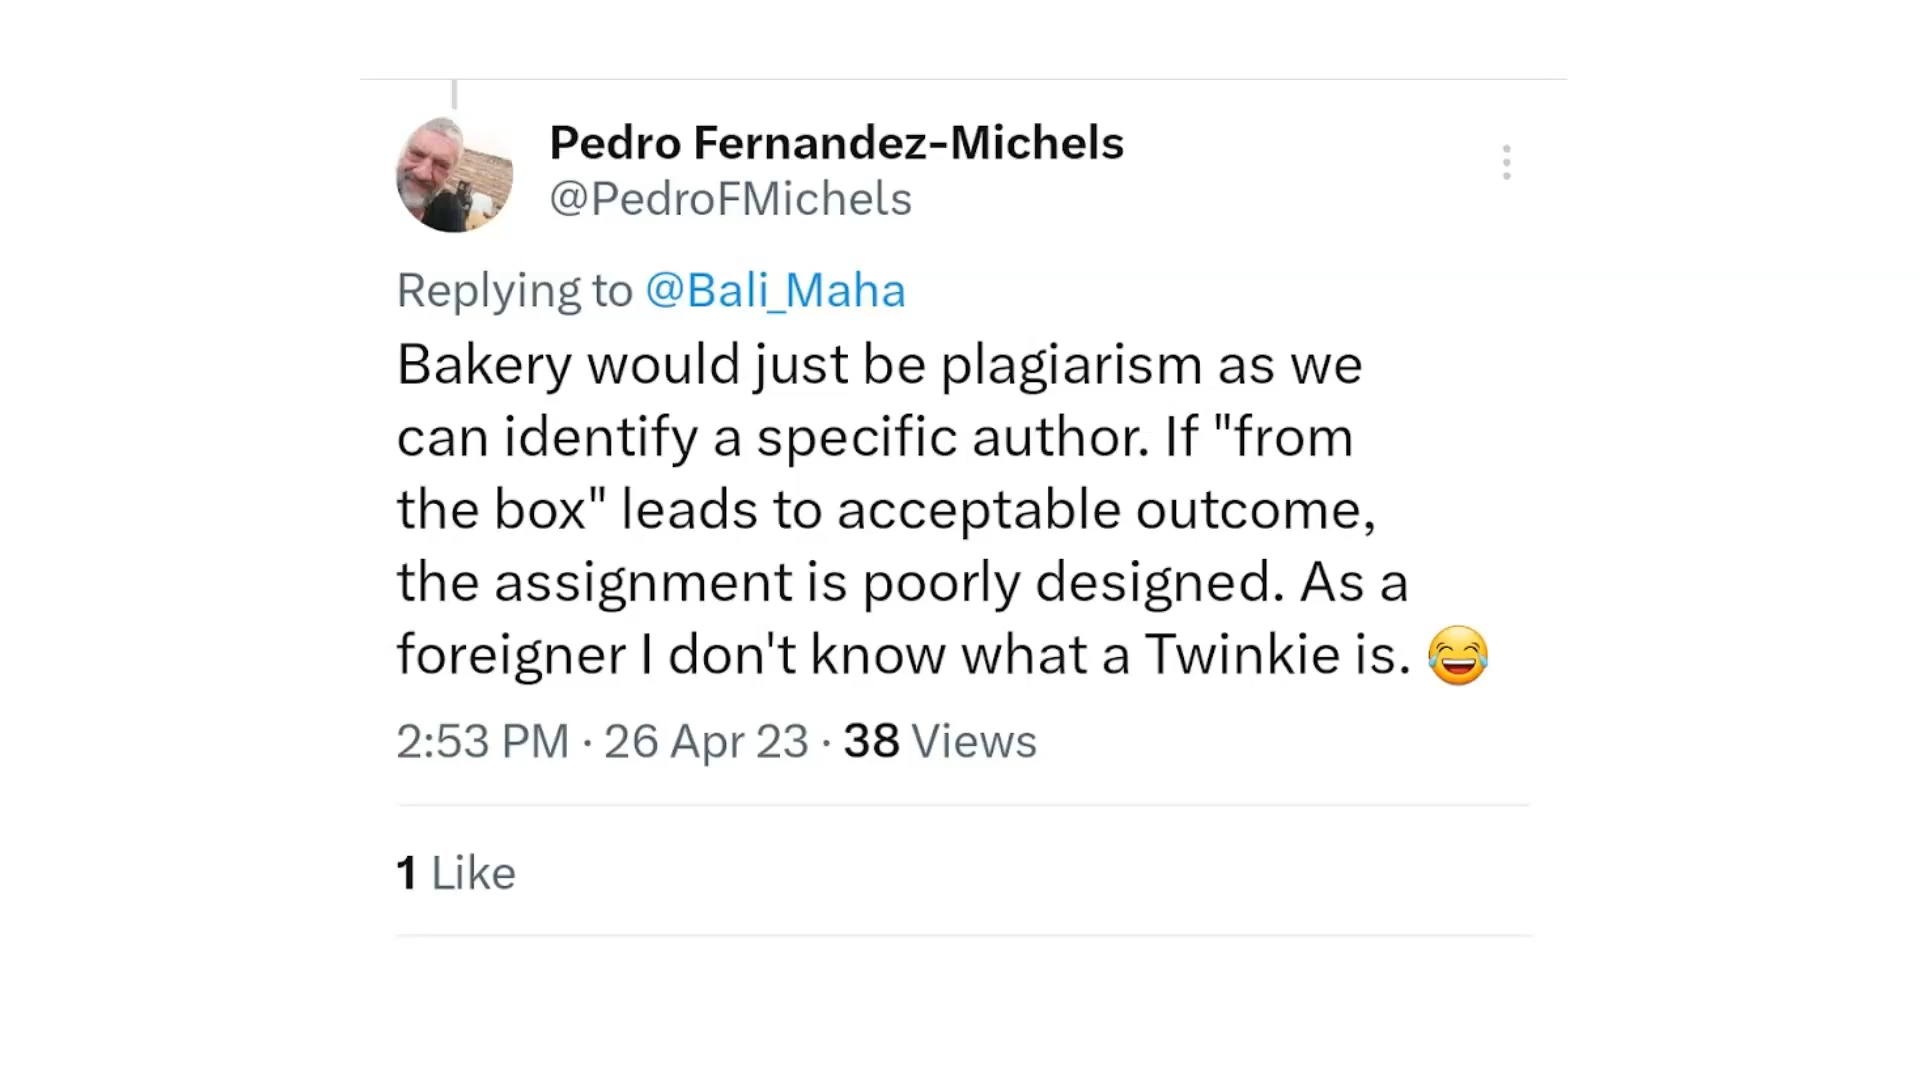 Pedro Fernandez-Michels
@PedroFMichels
Replying to @Bali_Maha
Bakery would just be plagiarism as we
can identify a specific author. If "from
the box" leads to acceptable outcome,
the assignment is poorly designed. As a
foreigner I don't know what a Twinkie is. 😂
2:53 PM · 26 Apr 23 · 38 Views
1 Like